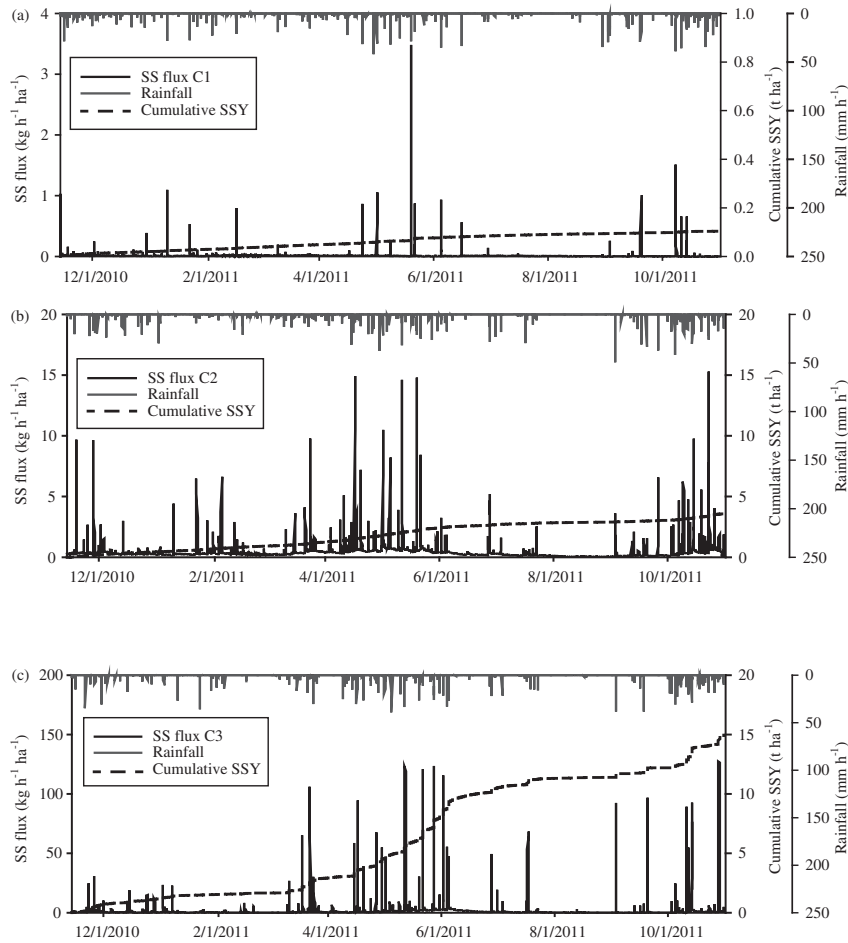 (a)
4
3
2
1
0
SS flux (kg h-1 ha-1)
SS flux C1
Rainfall
Cumulative SSY
1.0
0.8
0.6
0.4
0.2
0.0
Cumulative SSY (t ha-1)
0
50
100
150
200
250
Rainfall (mm h-1)
12/1/2010 2/1/2011 4/1/2011 6/1/2011 8/1/2011 10/1/2011
(b)
20
15
10
5
0
SS flux (kg h-1 ha-1)
SS flux C2
Rainfall
Cumulative SSY
20
15
10
5
0
Cumulative SSY (t ha-1)
0
50
100
150
200
250
Rainfall (mm h-1)
12/1/2010 2/1/2011 4/1/2011 6/1/2011 8/1/2011 10/1/2011
(c)
200
150
100
50
0
SS flux (kg h-1 ha-1)
SS flux C3
Rainfall
Cumulative SSY
20
15
10
5
0
Cumulative SSY (t ha-1)
0
50
100
150
200
250
Rainfall (mm h-1)
12/1/2010 2/1/2011 4/1/2011 6/1/2011 8/1/2011 10/1/2011